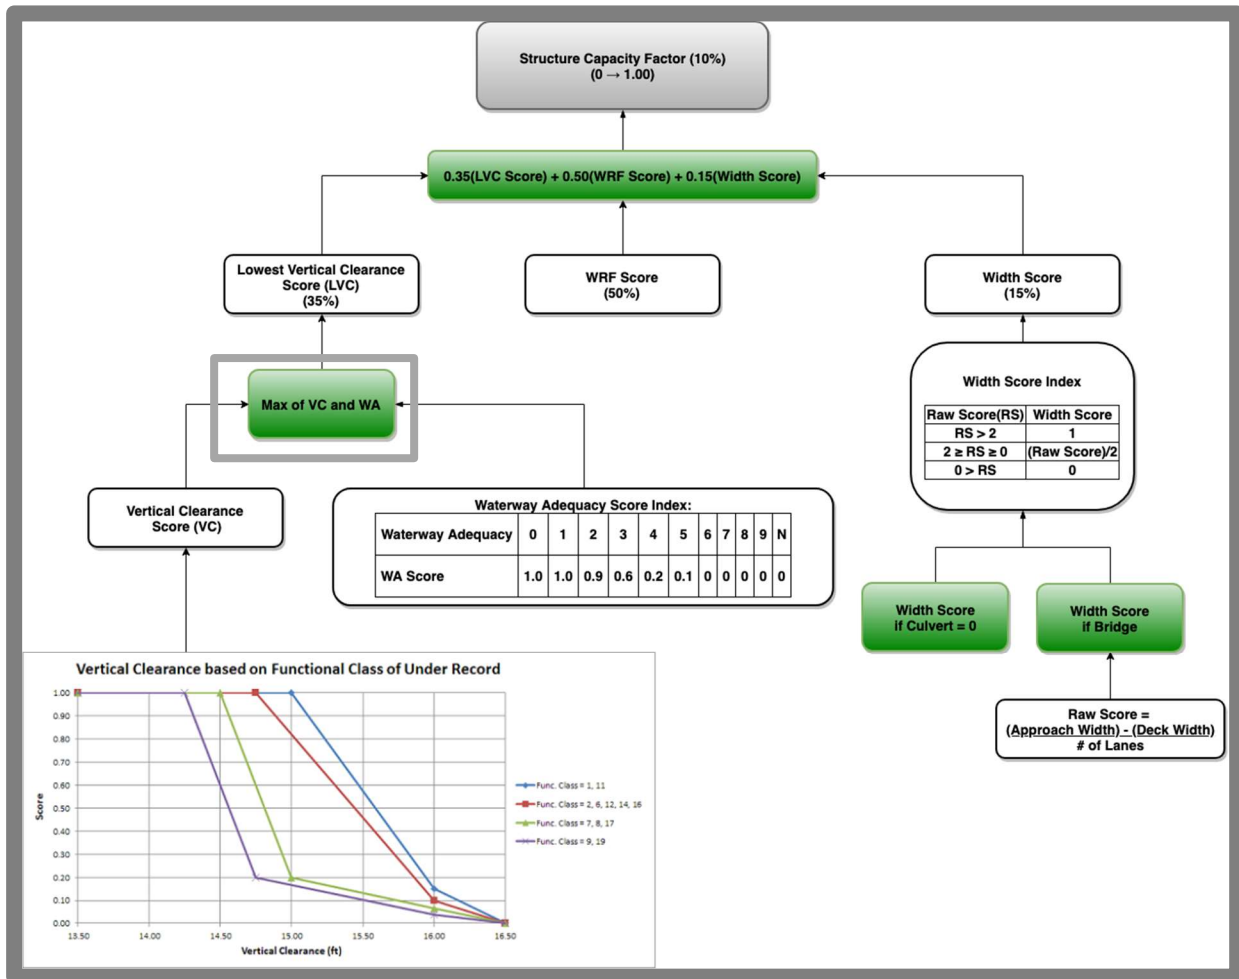 Structure Capacity Factor (10%)
(0 → 1.00)
0.35(LVC Score) + 0.50(WRF Score) + 0.15(Width Score)
Lowest Vertical Clearance
Score (LVC)
(35%)
WRF Score
(50%)
Width Score
(15%)
Max of VC and WA
Width Score Index
Raw Score(RS) Width Score
RS > 2 1
2 ≥ RS ≥ 0 (Raw Score)/2
0 > RS 0
Vertical Clearance
Score (VC)
Waterway Adequacy Score Index:
Waterway Adequacy 0 1 2 3 4 5 6 7 8 9 N
WA Score 1.0 1.0 0.9 0.6 0.2 0.1 0 0 0 0 0
Width Score
if Culvert = 0
Width Score
if Bridge
Raw Score =
(Approach Width) - (Deck Width)
# of Lanes
Vertical Clearance based on Functional Class of Under Record
1.00
0.90
0.80
0.70
0.60
0.50
0.40
0.30
0.20
0.10
0.00
Score
13.50 14.00 14.50 15.00 15.50 16.00 16.50
Vertical Clearance (ft)
Func. Class = 1, 11
Func. Class = 2, 6, 12, 14, 16
Func. Class = 7, 8, 17
Func. Class = 9, 19